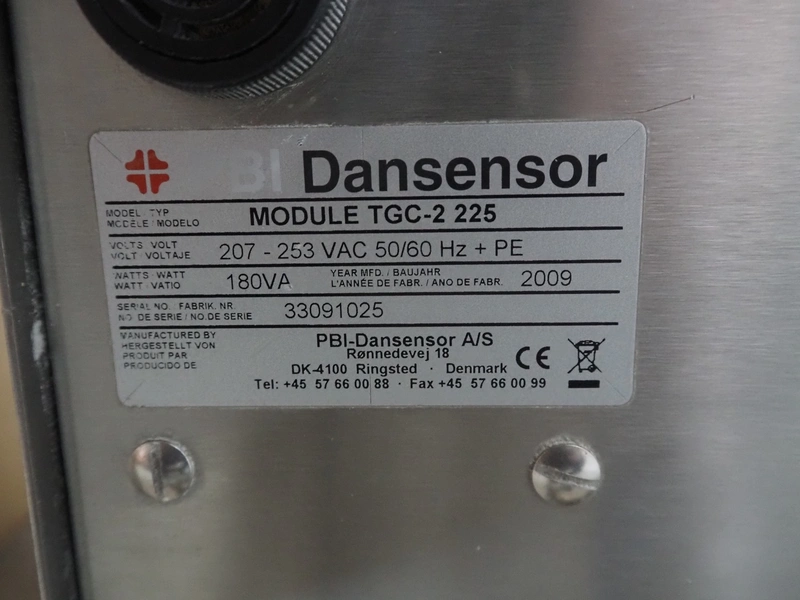 BI Dansensor
MODEL TYP
MODELE / MODELO
MODULE TGC-2 225
VOLTS VOLT
VOLT / VOLTAJE
207 - 253 VAC 50/60 Hz + PE
WATTS / WATT
WATT / VATIO
180VA
YEAR MFD. / BAUJAHR
L'ANNÉE DE FABR. / ANO DE FABR.
2009
SERIAL NO. FABRIK. NR.
NO. DE SERIE / NO.DE SERIE
33091025
MANUFACTURED BY
HERGESTELLT VON
PRODUIT PAR
PRODUCIDO DE
PBI-Dansensor A/S
Rønnedevej 18
DK-4100 Ringsted · Denmark
Tel: +45 57 66 00 88 · Fax +45 57 66 00 99
CE